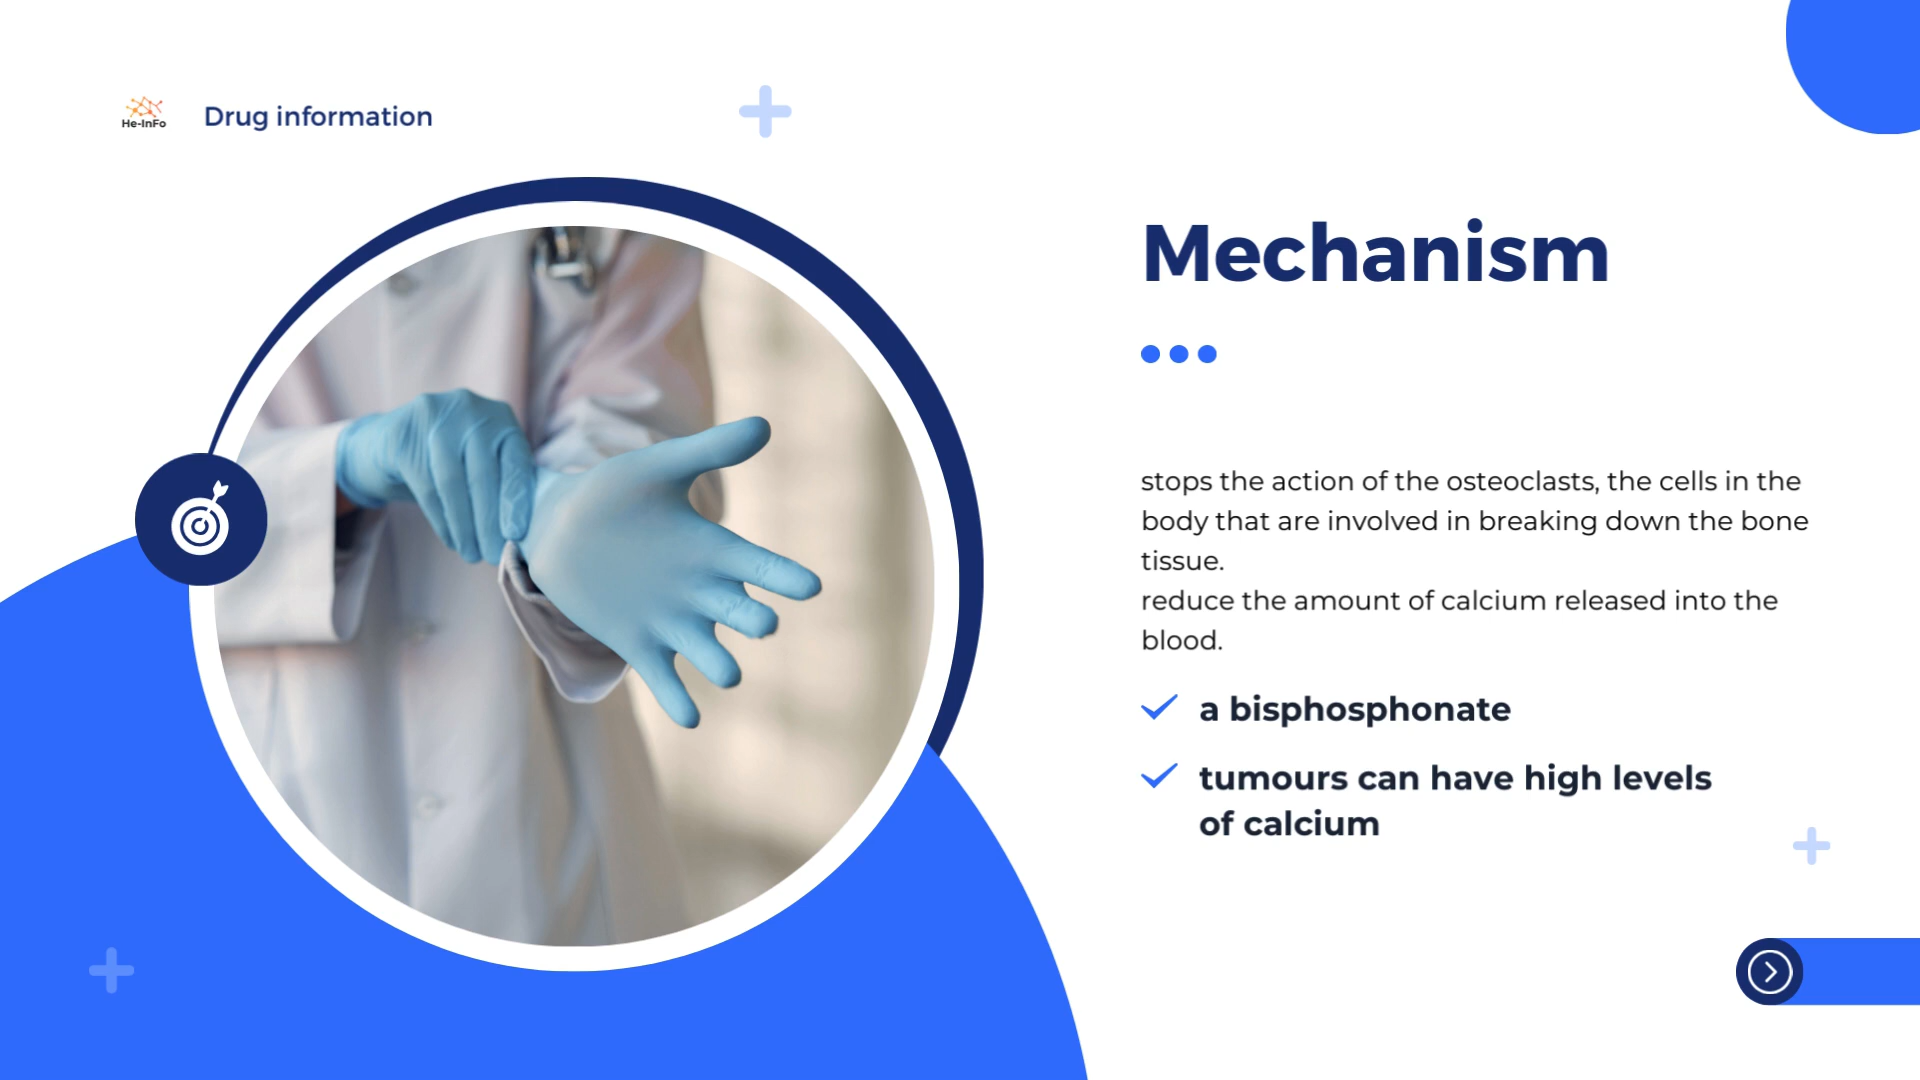 He-InFo
Drug information
Mechanism
stops the action of the osteoclasts, the cells in the
body that are involved in breaking down the bone
tissue.
reduce the amount of calcium released into the
blood.
a bisphosphonate
tumours can have high levels
of calcium